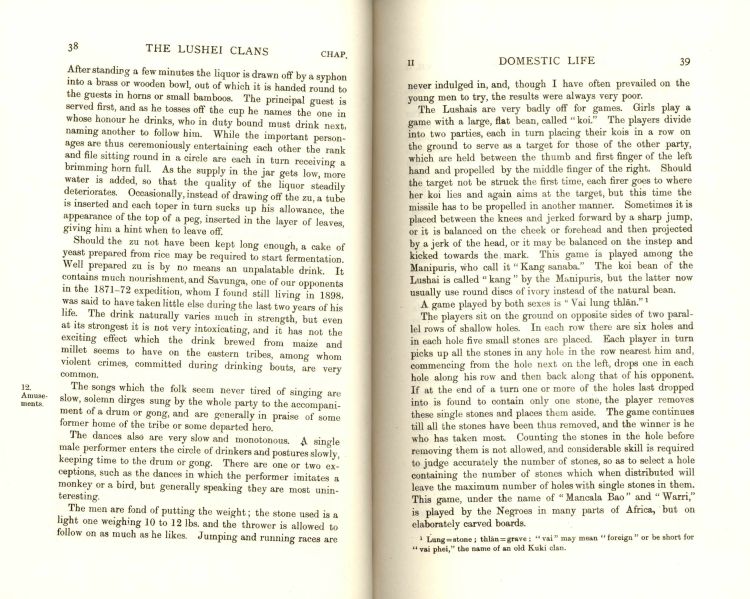 38 THE LUSHEI CLANS CHAP.
After standing a few minutes the liquor is drawn off by a syphon
into a brass or wooden bowl, out of which it is handed round to
the guests in horns or small bamboos. The principal guest is
served first, and as he tosses off the cup he names the one in
whose honour he drinks, who in duty bound must drink next,
naming another to follow him. While the important person-
ages are thus ceremoniously entertaining each other the rank
and file sitting round in a circle are each in turn receiving a
brimming horn full. As the supply in the jar gets low, more
water is added, so that the quality of the liquor steadily
deteriorates. Occasionally, instead of drawing off the zu, a tube
is inserted and each toper in turn sucks up his allowance, the
appearance of the top of a peg, inserted in the layer of leaves,
giving him a hint when to leave off.
Should the zu not have been kept long enough, a cake of
yeast prepared from rice may be required to start fermentation.
Well prepared zu is by no means an unpalatable drink. It
contains much nourishment, and Savunga, one of our opponents
in the 1871-72 expedition, whom I found still living in 1898,
was said to have taken little else during the last two years of his
life. The drink naturally varies much in strength, but even
at its strongest it is not very intoxicating, and it has not the
exciting effect which the drink brewed from maize and
millet seems to have on the eastern tribes, among whom
violent crimes, committed during drinking bouts, are very
common.
12.
Amuse-
ments.
The songs which the folk seem never tired of singing are
slow, solemn dirges sung by the whole party to the accompani-
ment of a drum or gong, and are generally in praise of some
former home of the tribe or some departed hero.
The dances also are very slow and monotonous. A single
male performer enters the circle of drinkers and postures slowly,
keeping time to the drum or gong. There are one or two ex-
ceptions, such as the dances in which the performer imitates a
monkey or a bird, but generally speaking they are most unin-
teresting.
The men are fond of putting the weight; the stone used is a
light one weighing 10 to 12 lbs. and the thrower is allowed to
follow on as much as he likes. Jumping and running races are
II DOMESTIC LIFE 39
never indulged in, and, though I have often prevailed on the
young men to try, the results were always very poor.
The Lushais are very badly off for games. Girls play a
game with a large, flat bean, called "koi." The players divide
into two parties, each in turn placing their kois in a row on
the ground to serve as a target for those of the other party,
which are held between the thumb and first finger of the left
hand and propelled by the middle finger of the right. Should
the target not be struck the first time, each firer goes to where
her koi lies and again aims at the target, but this time the
missile has to be propelled in another manner. Sometimes it is
placed between the knees and jerked forward by a sharp jump,
or it is balanced on the cheek or forehead and then projected
by a jerk of the head, or it may be balanced on the instep and
kicked towards the mark. This game is played among the
Manipuris, who call it "Kang sanaba." The koi bean of the
Lushai is called "kang" by the Manipuris, but the latter now
usually use round discs of ivory instead of the natural bean.
A game played by both sexes is "Vai lung thlān."¹
The players sit on the ground on opposite sides of two paral-
lel rows of shallow holes. In each row there are six holes and
in each hole five small stones are placed. Each player in turn
picks up all the stones in any hole in the row nearest him and,
commencing from the hole next on the left, drops one in each
hole along his row and then back along that of his opponent.
If at the end of a turn one or more of the holes last dropped
into is found to contain only one stone, the player removes
these single stones and places them aside. The game continues
till all the stones have been thus removed, and the winner is he
who has taken most. Counting the stones in the hole before
removing them is not allowed, and considerable skill is required
to judge accurately the number of stones, so as to select a hole
containing the number of stones which when distributed will
leave the maximum number of holes with single stones in them.
This game, under the name of "Mancala Bao" and "Warri,"
is played by the Negroes in many parts of Africa, but on
elaborately carved boards.
¹ Lung=stone; thlān=grave; "vai" may mean "foreign" or be short for
"vai phei," the name of an old Kuki clan.